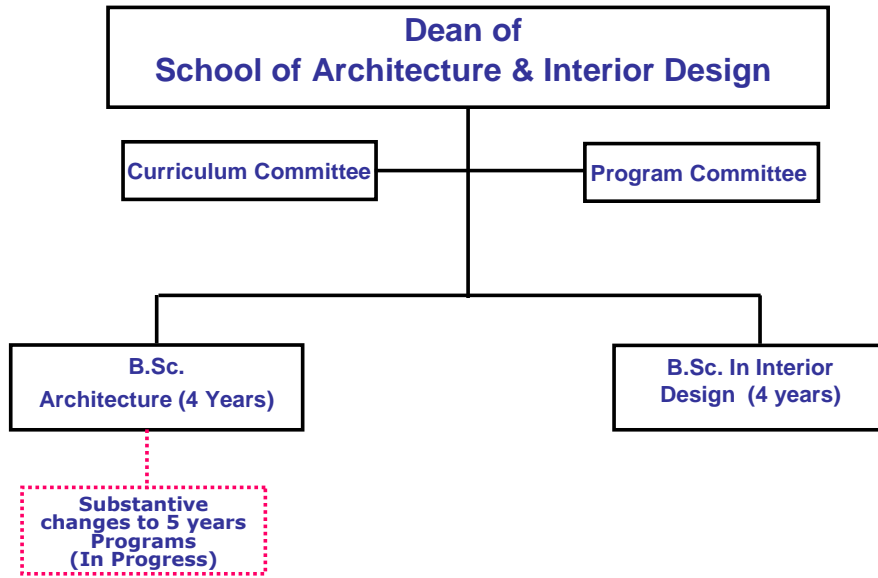 Dean of
School of Architecture & Interior Design
Curriculum Committee
Program Committee
B.Sc.
Architecture (4 Years)
B.Sc. In Interior
Design (4 years)
Substantive
changes to 5 years
Programs
(In Progress)